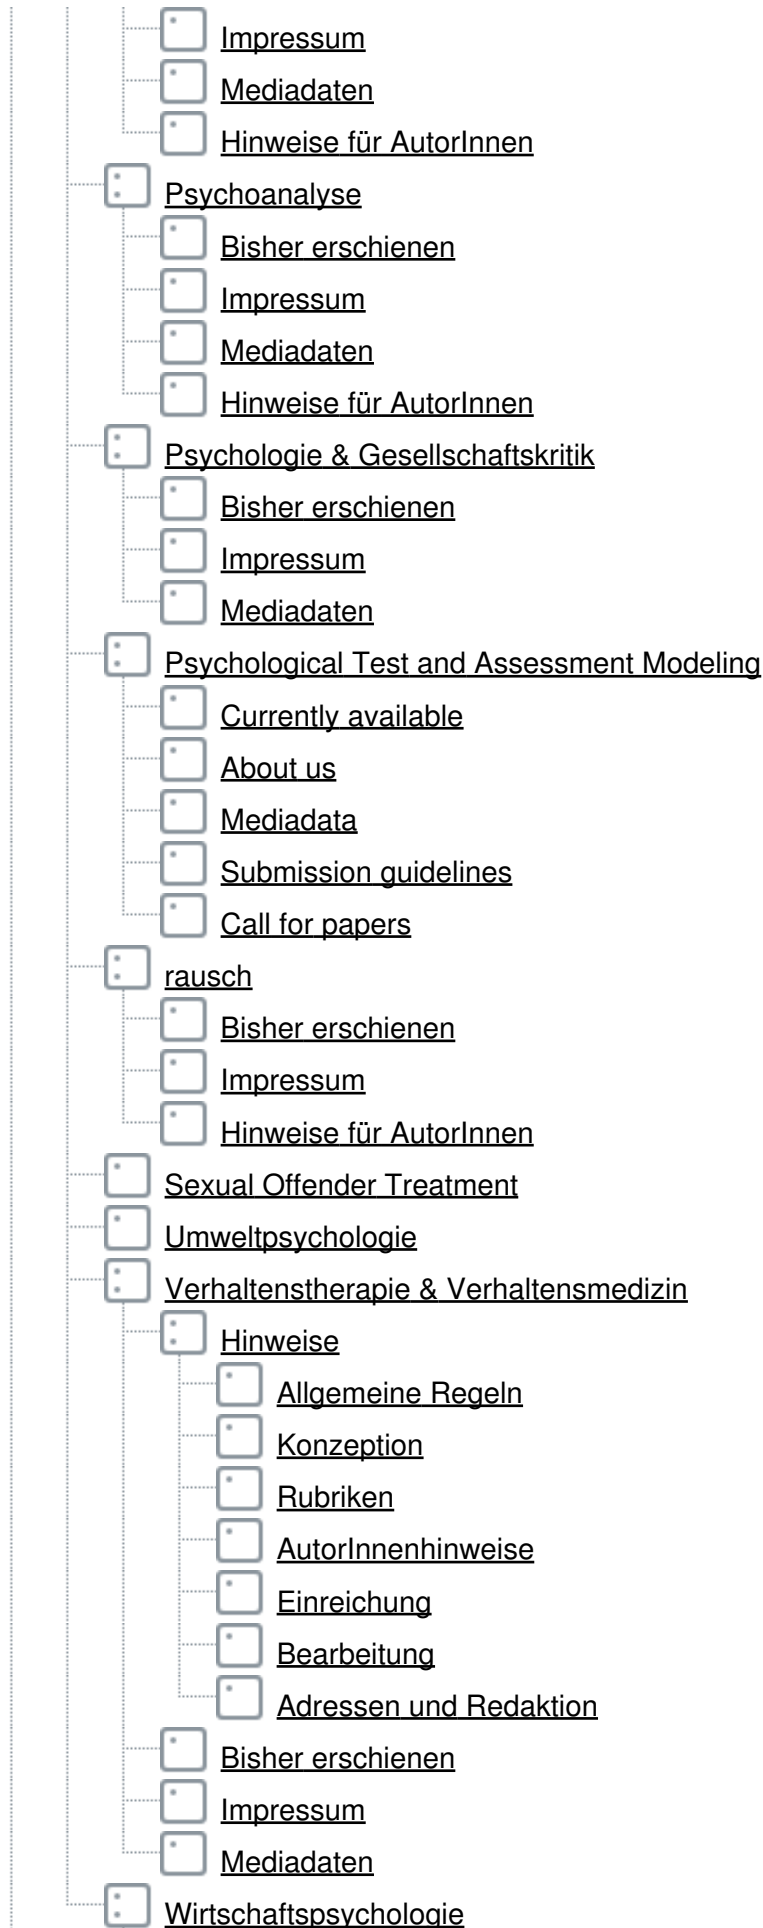 Impressum
Mediadaten
Hinweise für AutorInnen
Psychoanalyse
Bisher erschienen
Impressum
Mediadaten
Hinweise für AutorInnen
Psychologie & Gesellschaftskritik
Bisher erschienen
Impressum
Mediadaten
Psychological Test and Assessment Modeling
Currently available
About us
Mediadata
Submission guidelines
Call for papers
rausch
Bisher erschienen
Impressum
Hinweise für AutorInnen
Sexual Offender Treatment
Umweltpsychologie
Verhaltenstherapie & Verhaltensmedizin
Hinweise
Allgemeine Regeln
Konzeption
Rubriken
AutorInnenhinweise
Einreichung
Bearbeitung
Adressen und Redaktion
Bisher erschienen
Impressum
Mediadaten
Wirtschaftspsychologie